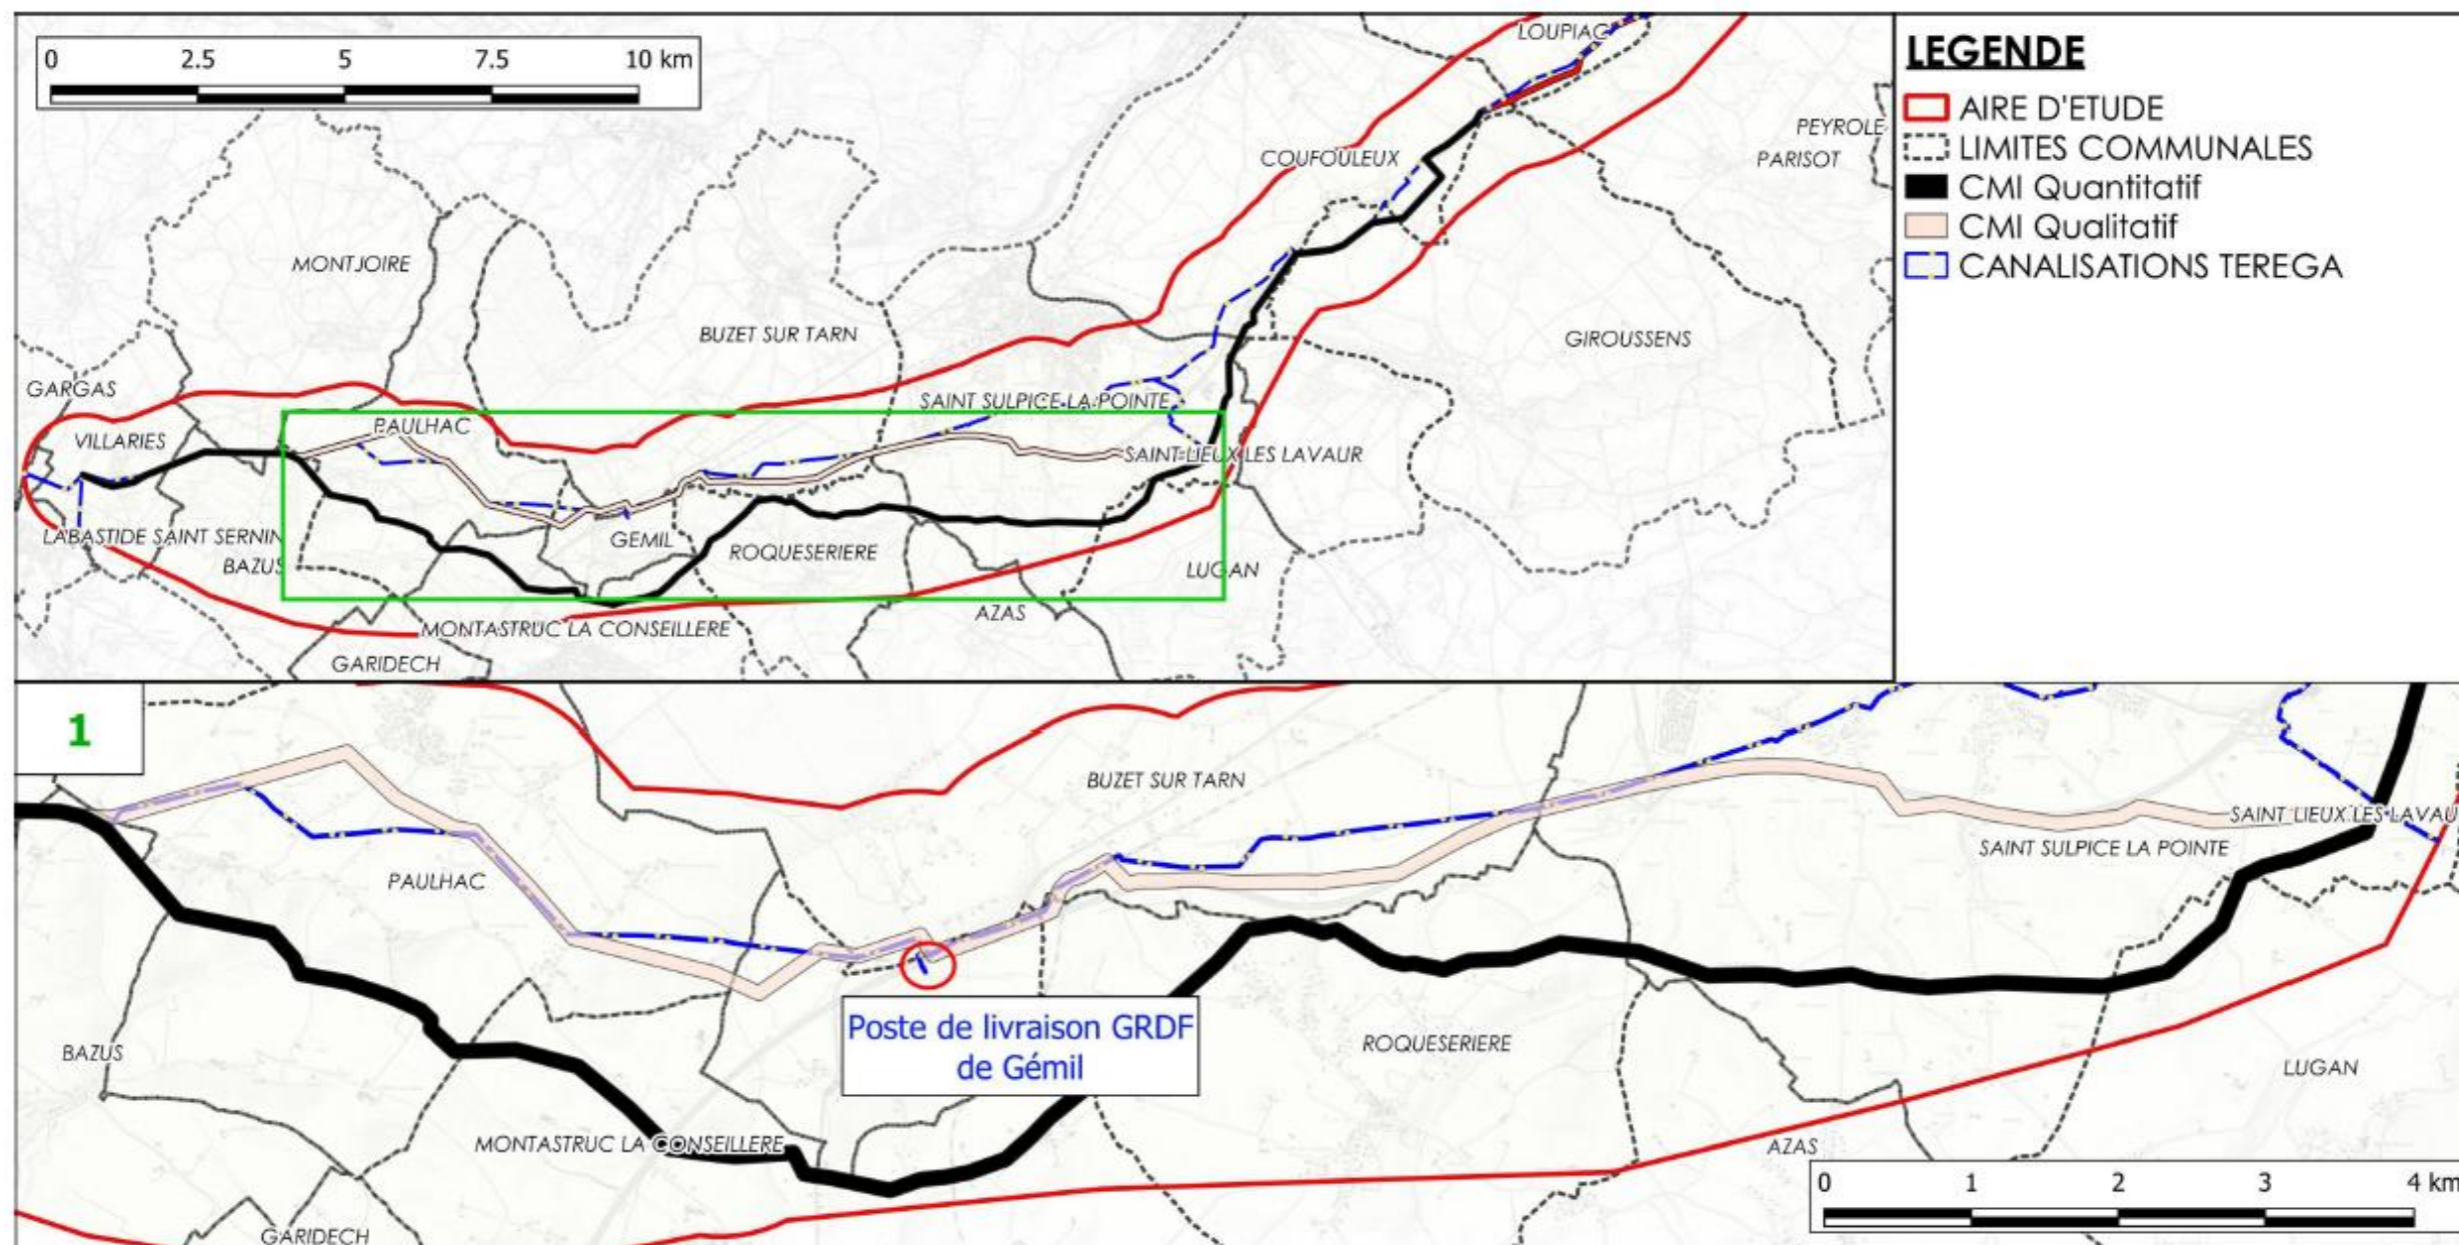 0 2.5 5 7.5 10 km
LOUPIAC
PEYROLE
PARISOT
COUFOULEUX
MONTJOIRE
BUZET SUR TARN
GIROUSSENS
GARGAS
SAINT SULPICE LA POINTE
PAULHAC
VILLARIES
SAINT LIEUX LES LAVAUR
LABASTIDE SAINT SERNIN
GEMIL
ROQUESERIERE
BAZUS
LUGAN
AZAS
MONTASTRUC LA CONSEILLERE
GARIDECH
LEGENDE
AIRE D'ETUDE
LIMITES COMMUNALES
CMI Quantitatif
CMI Qualitatif
CANALISATIONS TEREGA
1
BUZET SUR TARN
SAINT LIEUX LES LAVAU
SAINT SULPICE LA POINTE
PAULHAC
Poste de livraison GRDF
de Gémil
BAZUS
ROQUESERIERE
LUGAN
MONTASTRUC LA CONSEILLERE
AZAS
GARIDECH
0 1 2 3 4 km